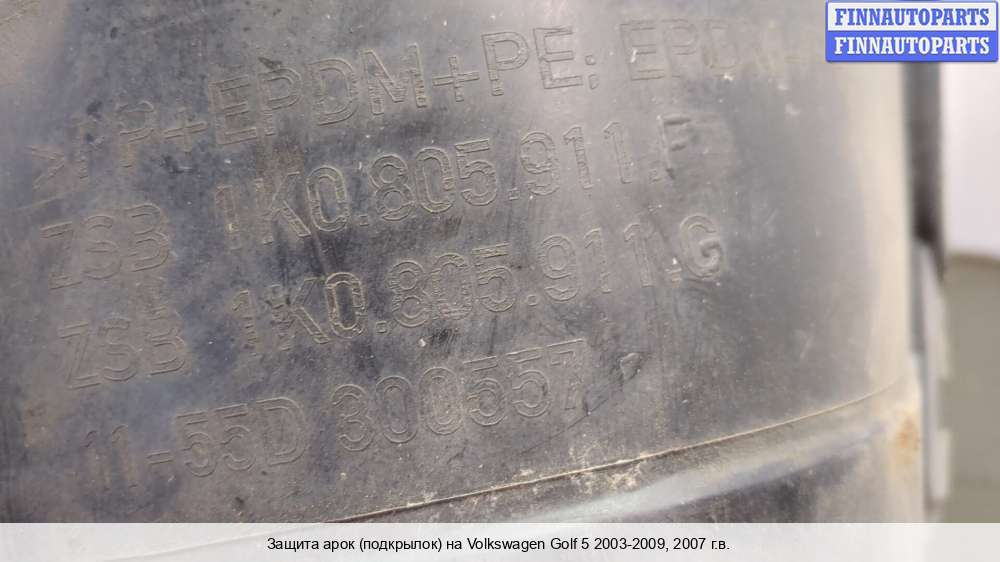 FINNAUTOPARTS
FINNAUTOPARTS
>PP+EPDM+PE; EPDM+
ZSB 1K0.805.911.F
ZSB 1K0.805.911.G
11-55D 300557
Защита арок (подкрылок) на Volkswagen Golf 5 2003-2009, 2007 г.в.